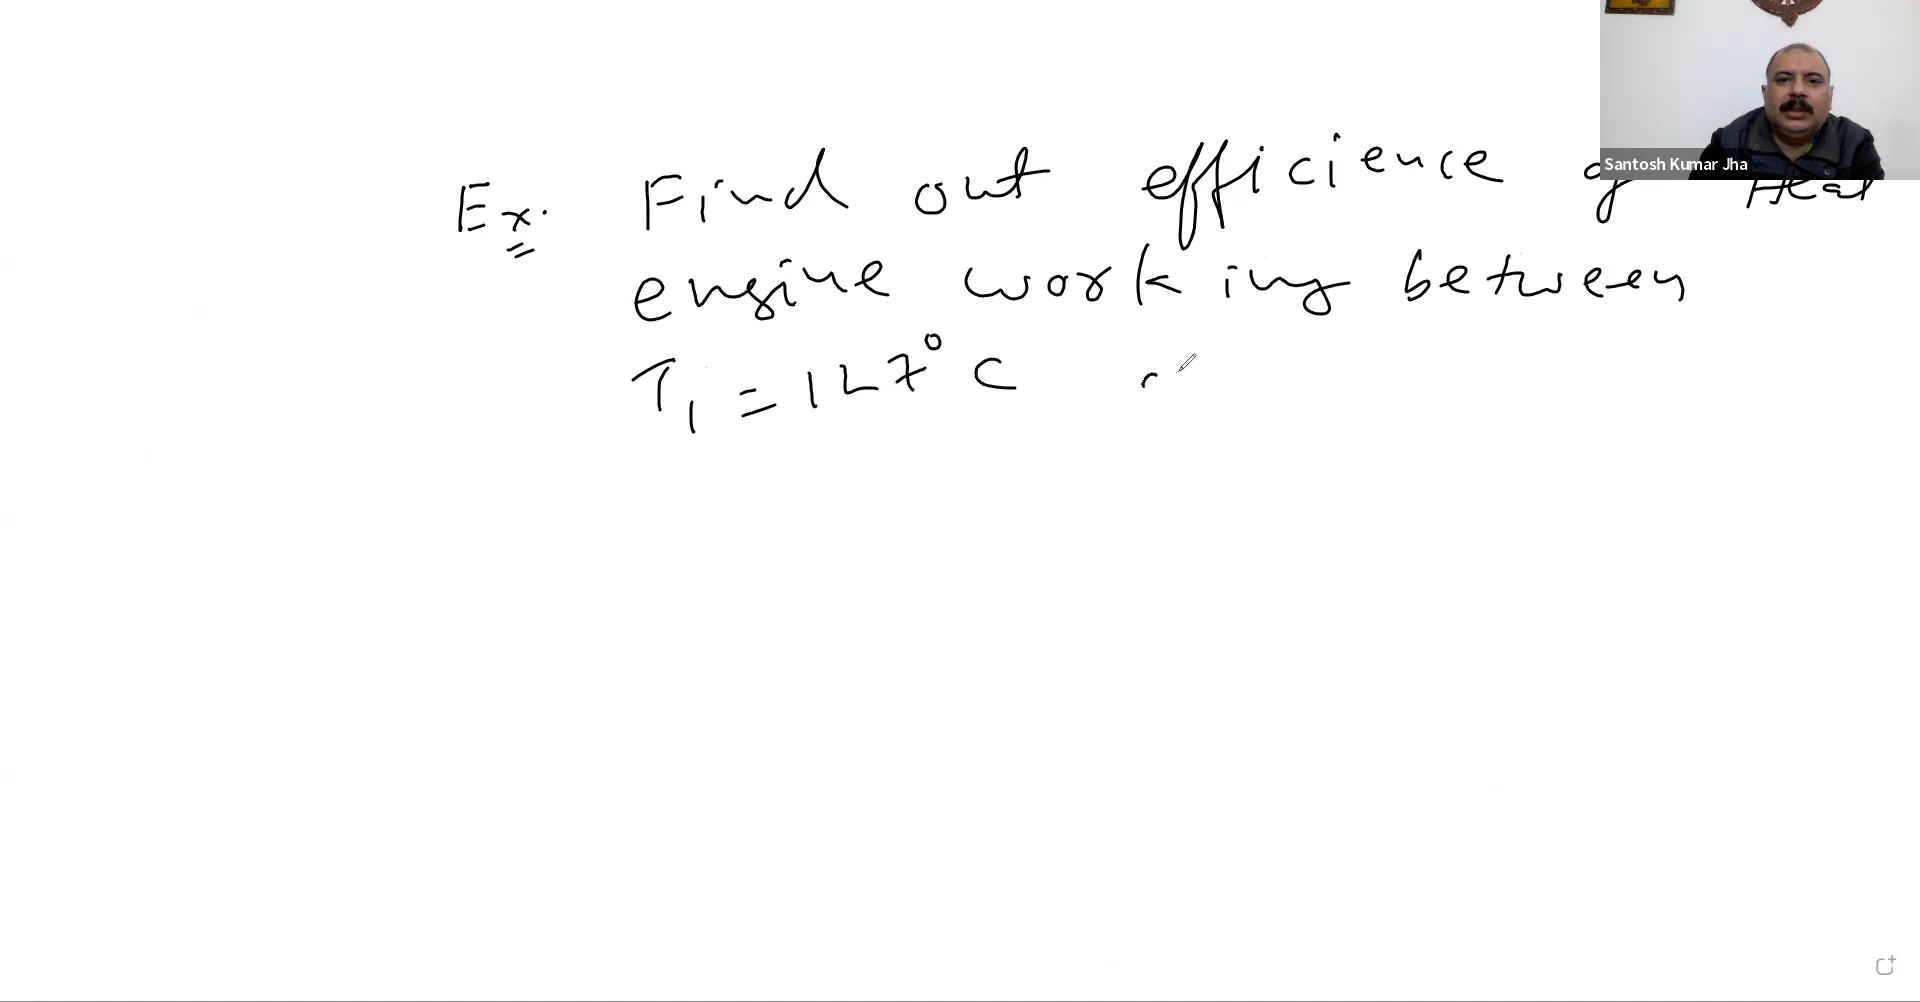 Santosh Kumar Jha
Ex. Find out efficience of Heat
engine working between
T₁ = 127° C